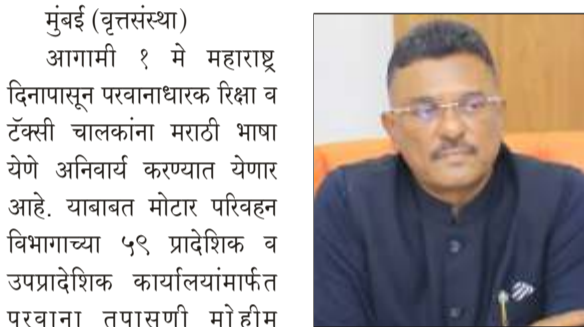 मुंबई (वृत्तसंस्था)
आगामी १ मे महाराष्ट्र
दिनापासून परवानाधारक रिक्षा व
टॅक्सी चालकांना मराठी भाषा
येणे अनिवार्य करण्यात येणार
आहे. याबाबत मोटार परिवहन
विभागाच्या ५९ प्रादेशिक व
उपप्रादेशिक कार्यालयांमार्फत
परवाना तपासणी मोहीम